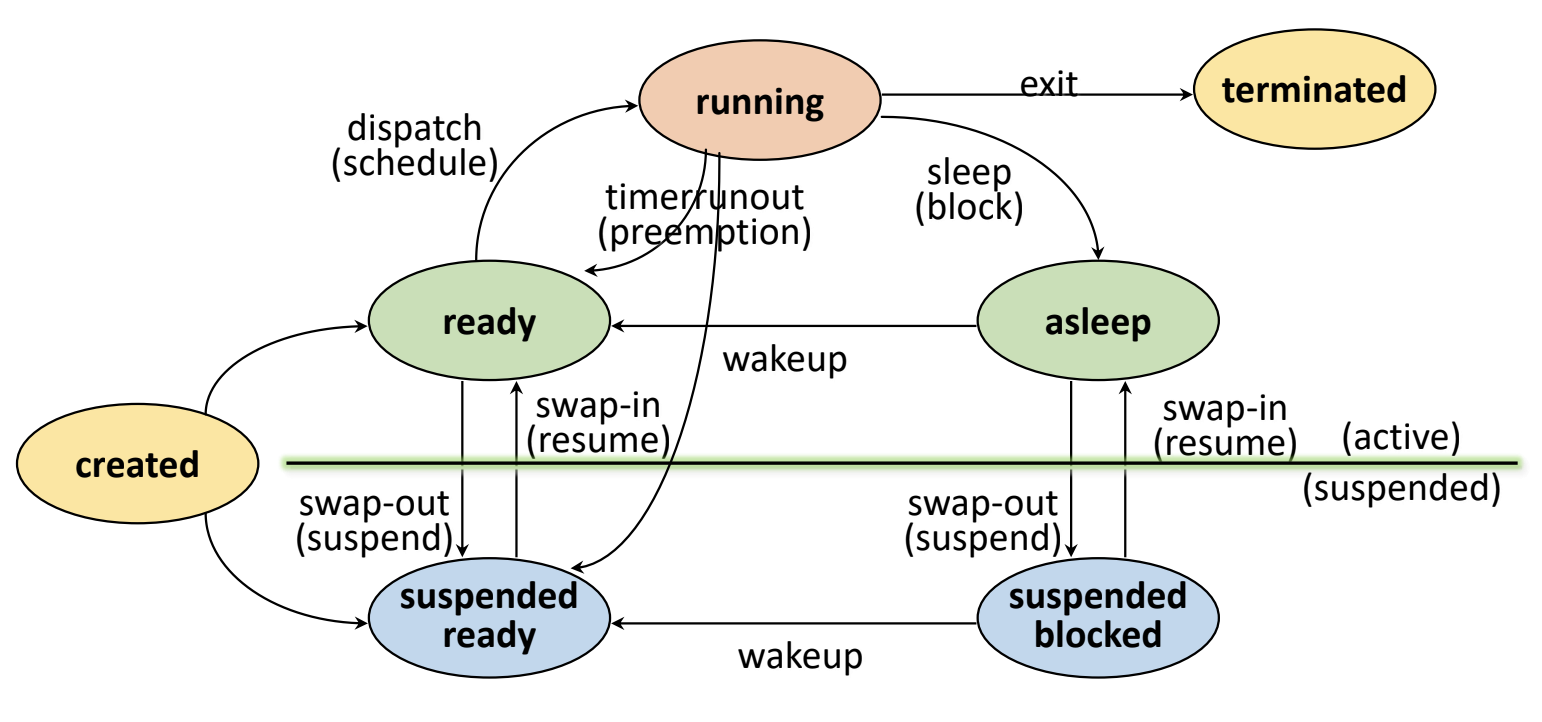 running
exit
terminated
dispatch
(schedule)
timerrunout
(preemption)
sleep
(block)
ready
asleep
wakeup
swap-in
(resume)
swap-in
(resume)
(active)
created
(suspended)
swap-out
(suspend)
swap-out
(suspend)
suspended
ready
suspended
blocked
wakeup